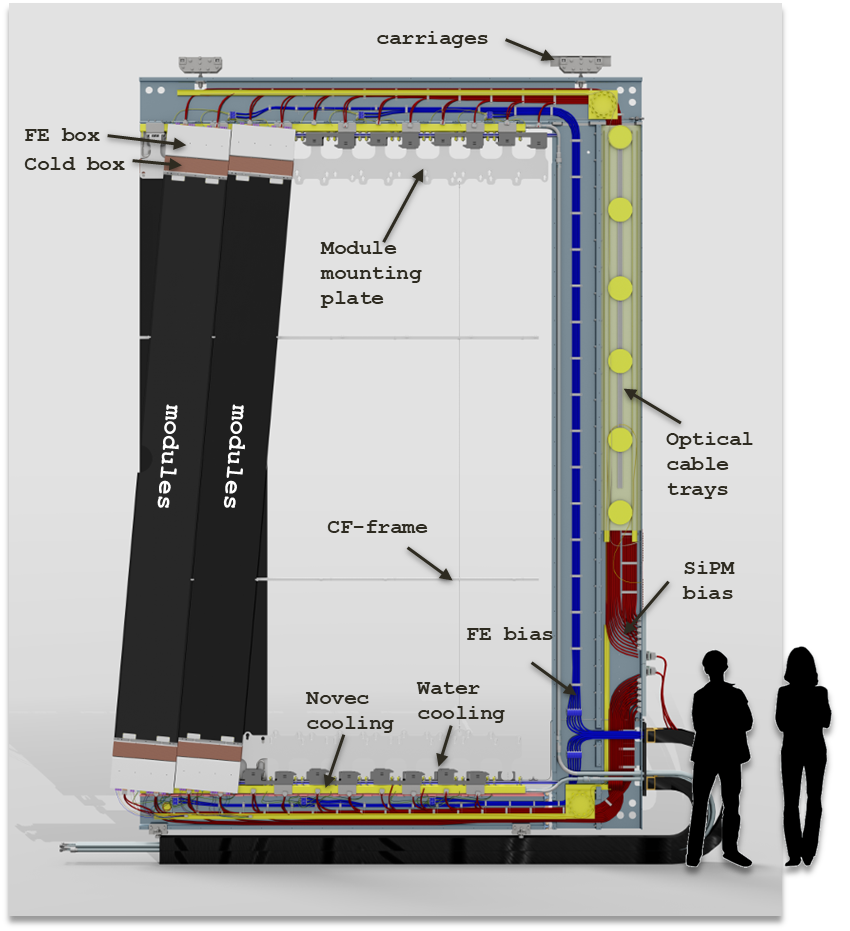 carriages
FE box
Cold box
Module
mounting
plate
modules
modules
Optical
cable
trays
CF-frame
SiPM
bias
FE bias
Novec
cooling
Water
cooling